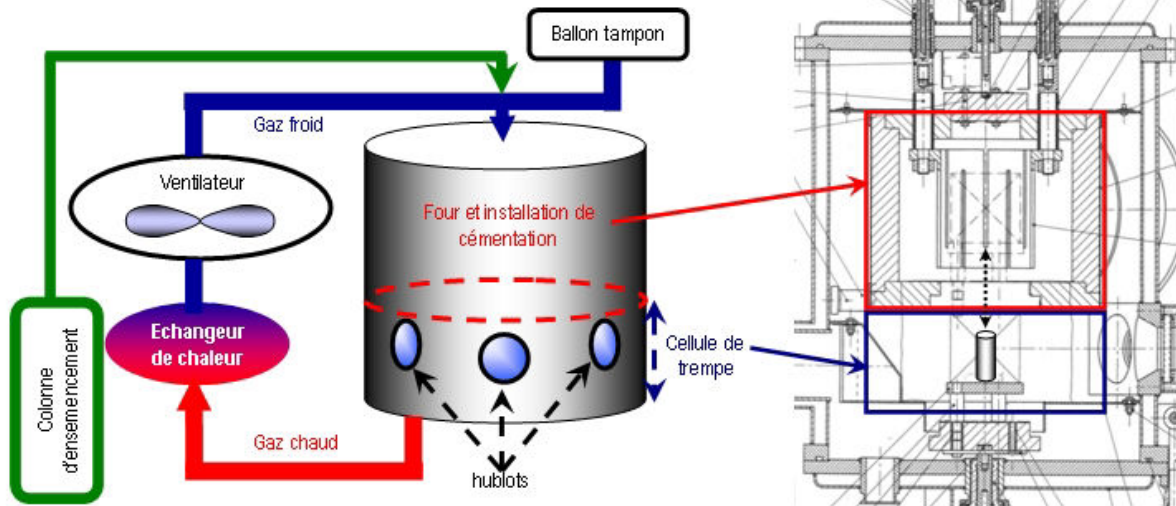 Ballon tampon
Gaz froid
Ventilateur
Four et installation de
cémentation
Echangeur
de chaleur
Cellule de
trempe
Colonne
d'ensemencement
Gaz chaud
hublots